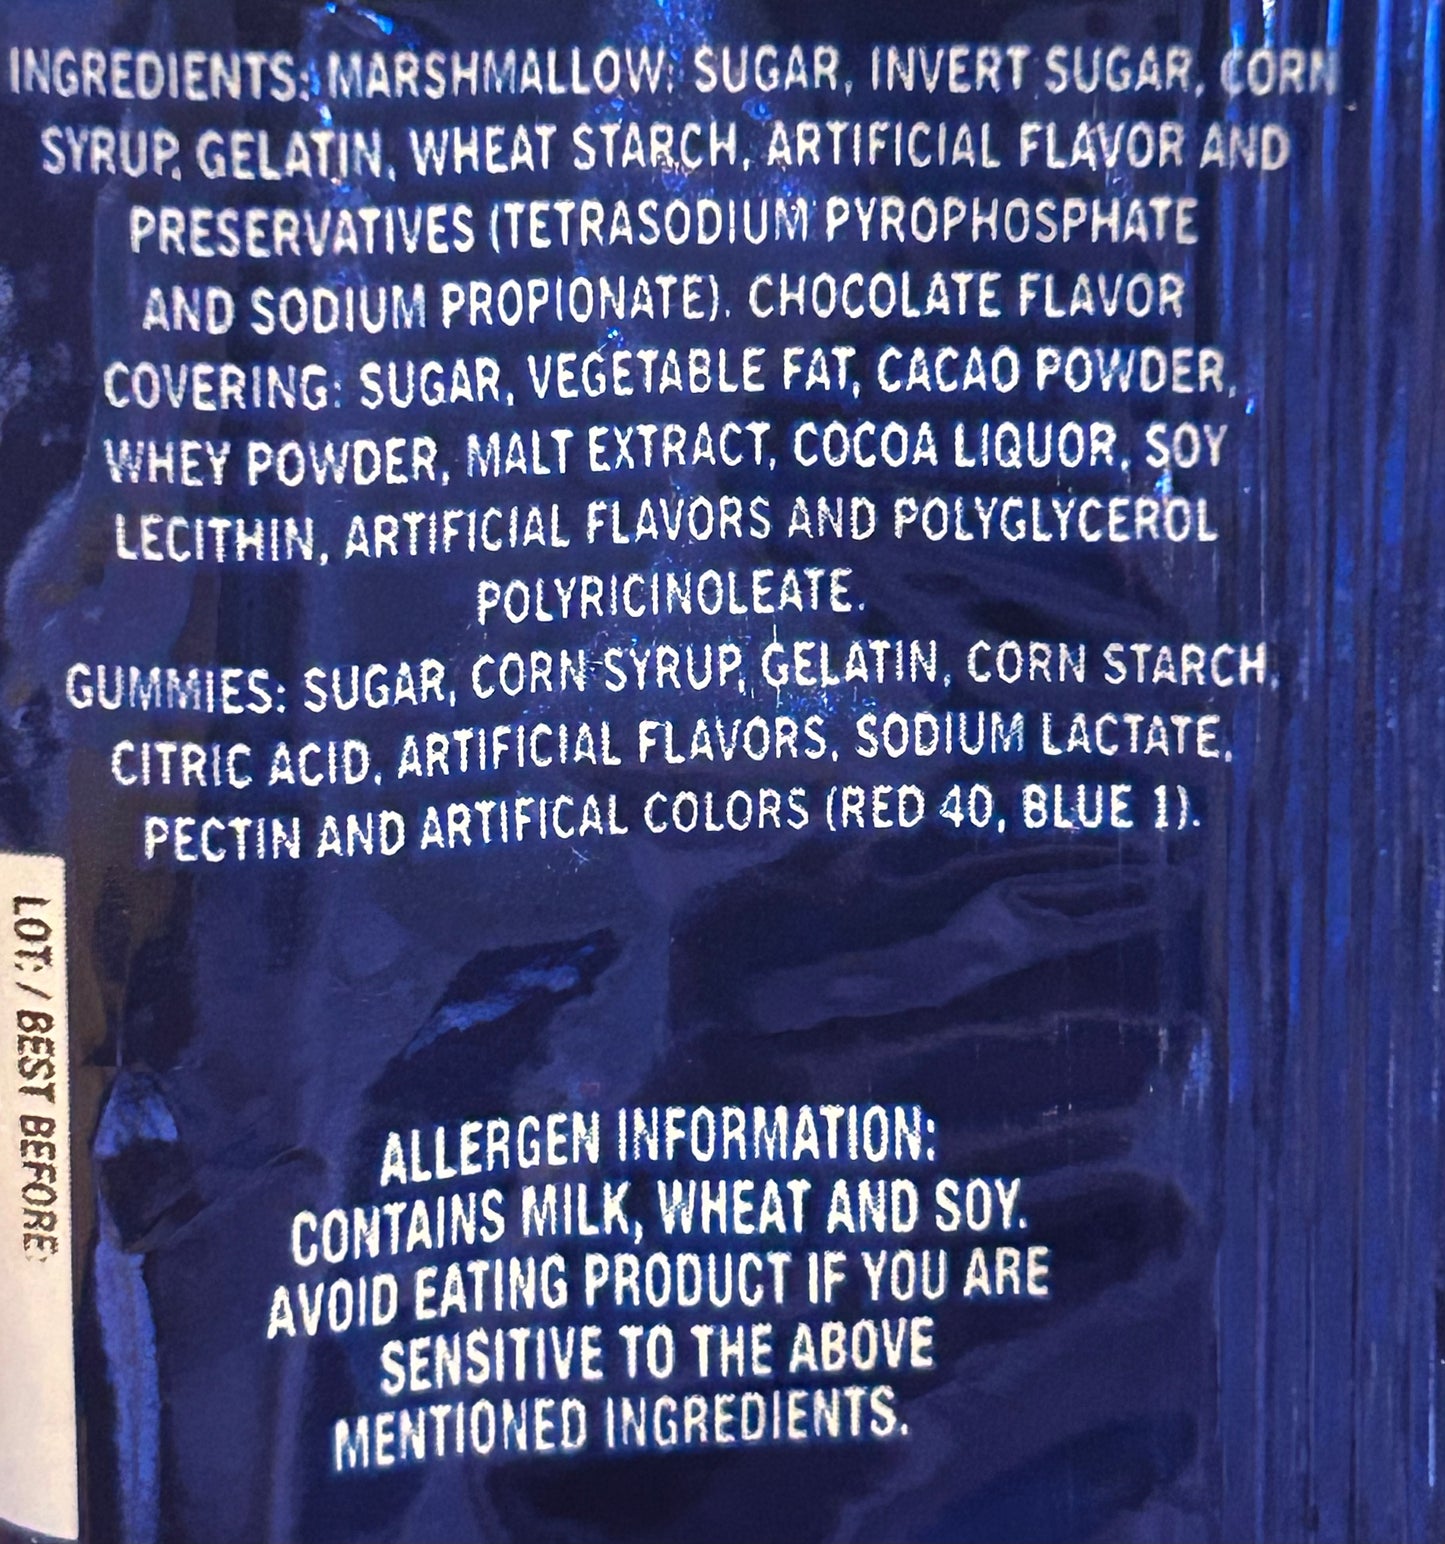 INGREDIENTS: MARSHMALLOW: SUGAR, INVERT SUGAR, CORN
SYRUP, GELATIN, WHEAT STARCH, ARTIFICIAL FLAVOR AND
PRESERVATIVES (TETRASODIUM PYROPHOSPHATE
AND SODIUM PROPIONATE). CHOCOLATE FLAVOR
COVERING: SUGAR, VEGETABLE FAT, CACAO POWDER,
WHEY POWDER, MALT EXTRACT, COCOA LIQUOR, SOY
LECITHIN, ARTIFICIAL FLAVORS AND POLYGLYCEROL
POLYRICINOLEATE.
GUMMIES: SUGAR, CORN SYRUP, GELATIN, CORN STARCH,
CITRIC ACID, ARTIFICIAL FLAVORS, SODIUM LACTATE,
PECTIN AND ARTIFICAL COLORS (RED 40, BLUE 1).
LOT: / BEST BEFORE:
ALLERGEN INFORMATION:
CONTAINS MILK, WHEAT AND SOY.
AVOID EATING PRODUCT IF YOU ARE
SENSITIVE TO THE ABOVE
MENTIONED INGREDIENTS.